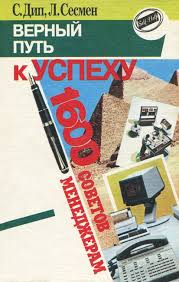 С. Дип, Л. Сесмен
ВЕРНЫЙ
ПУТЬ
К УСПЕХУ
1600
СОВЕТОВ
МЕНЕДЖЕРАМ